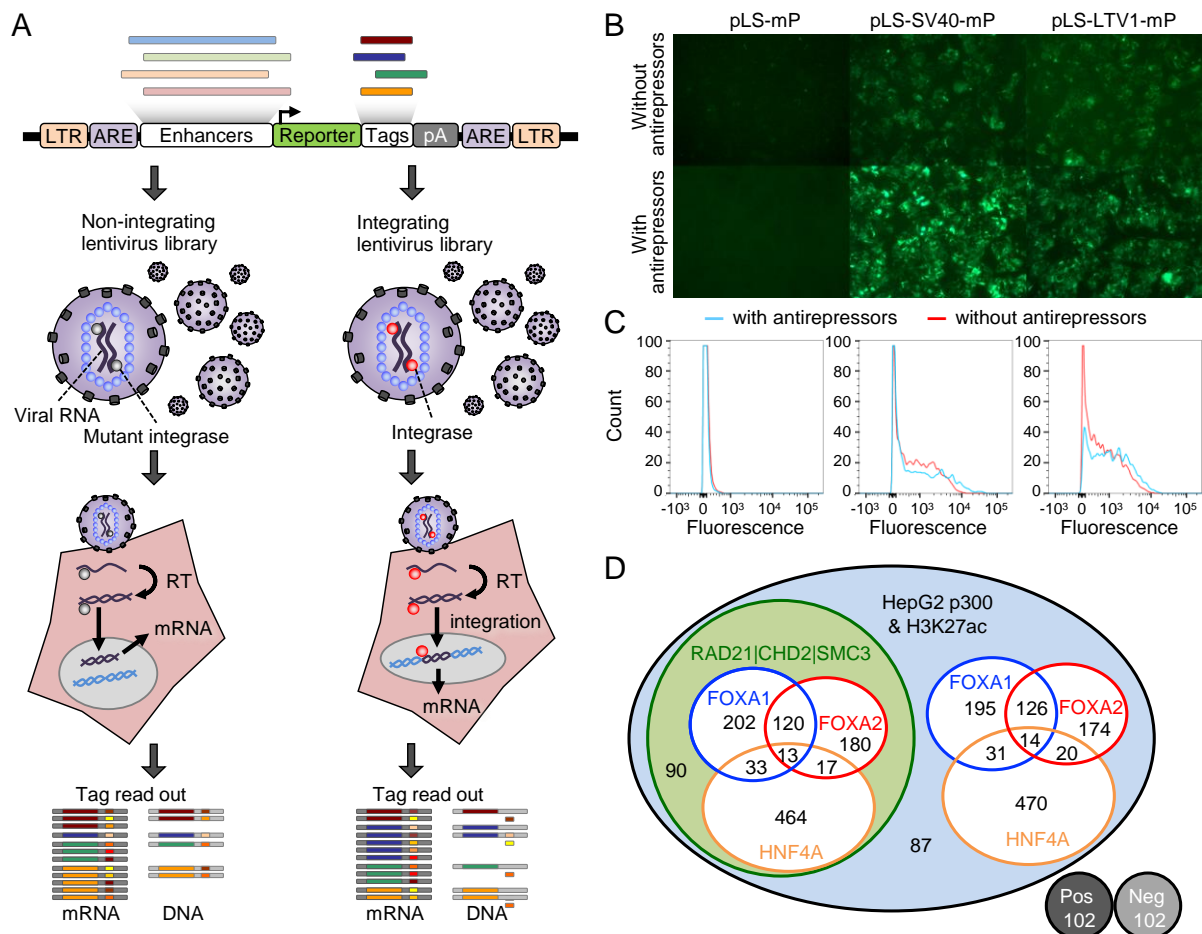 A
LTR ARE Enhancers Reporter Tags pA ARE LTR
Non-integrating
lentivirus library
Integrating
lentivirus library
Viral RNA
Mutant integrase
Integrase
RT
mRNA
RT
integration
mRNA
Tag read out
mRNA DNA
Tag read out
mRNA DNA
B
pLS-mP pLS-SV40-mP pLS-LTV1-mP
Without
antirepressors
With
antirepressors
C
with antirepressors without antirepressors
Count
100
80
60
40
20
0
-10³ 0 10³ 10⁴ 10⁵
Fluorescence
100
80
60
40
20
0
-10³ 0 10³ 10⁴ 10⁵
Fluorescence
100
80
60
40
20
0
-10³ 0 10³ 10⁴ 10⁵
Fluorescence
D
HepG2 p300
& H3K27ac
RAD21|CHD2|SMC3
FOXA1
202 120 FOXA2
180
13
33 17
90
464
HNF4A
FOXA1
195 126 FOXA2
174
14
31 20
470
HNF4A
87
Pos
102
Neg
102